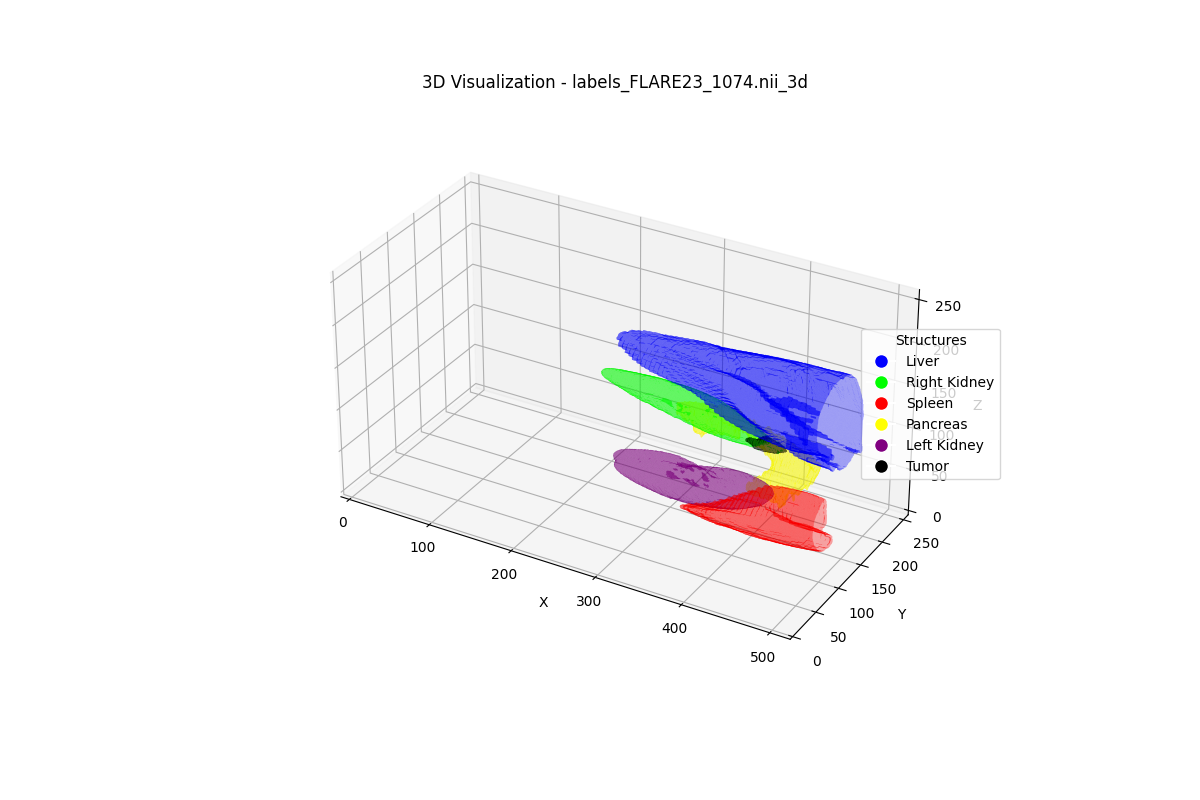 3D Visualization - labels_FLARE23_1074.nii_3d
250
200
150
100
50
0
Z
Structures
Liver
Right Kidney
Spleen
Pancreas
Left Kidney
Tumor
0
100
200
300
400
500
X
0
50
100
150
200
250
Y